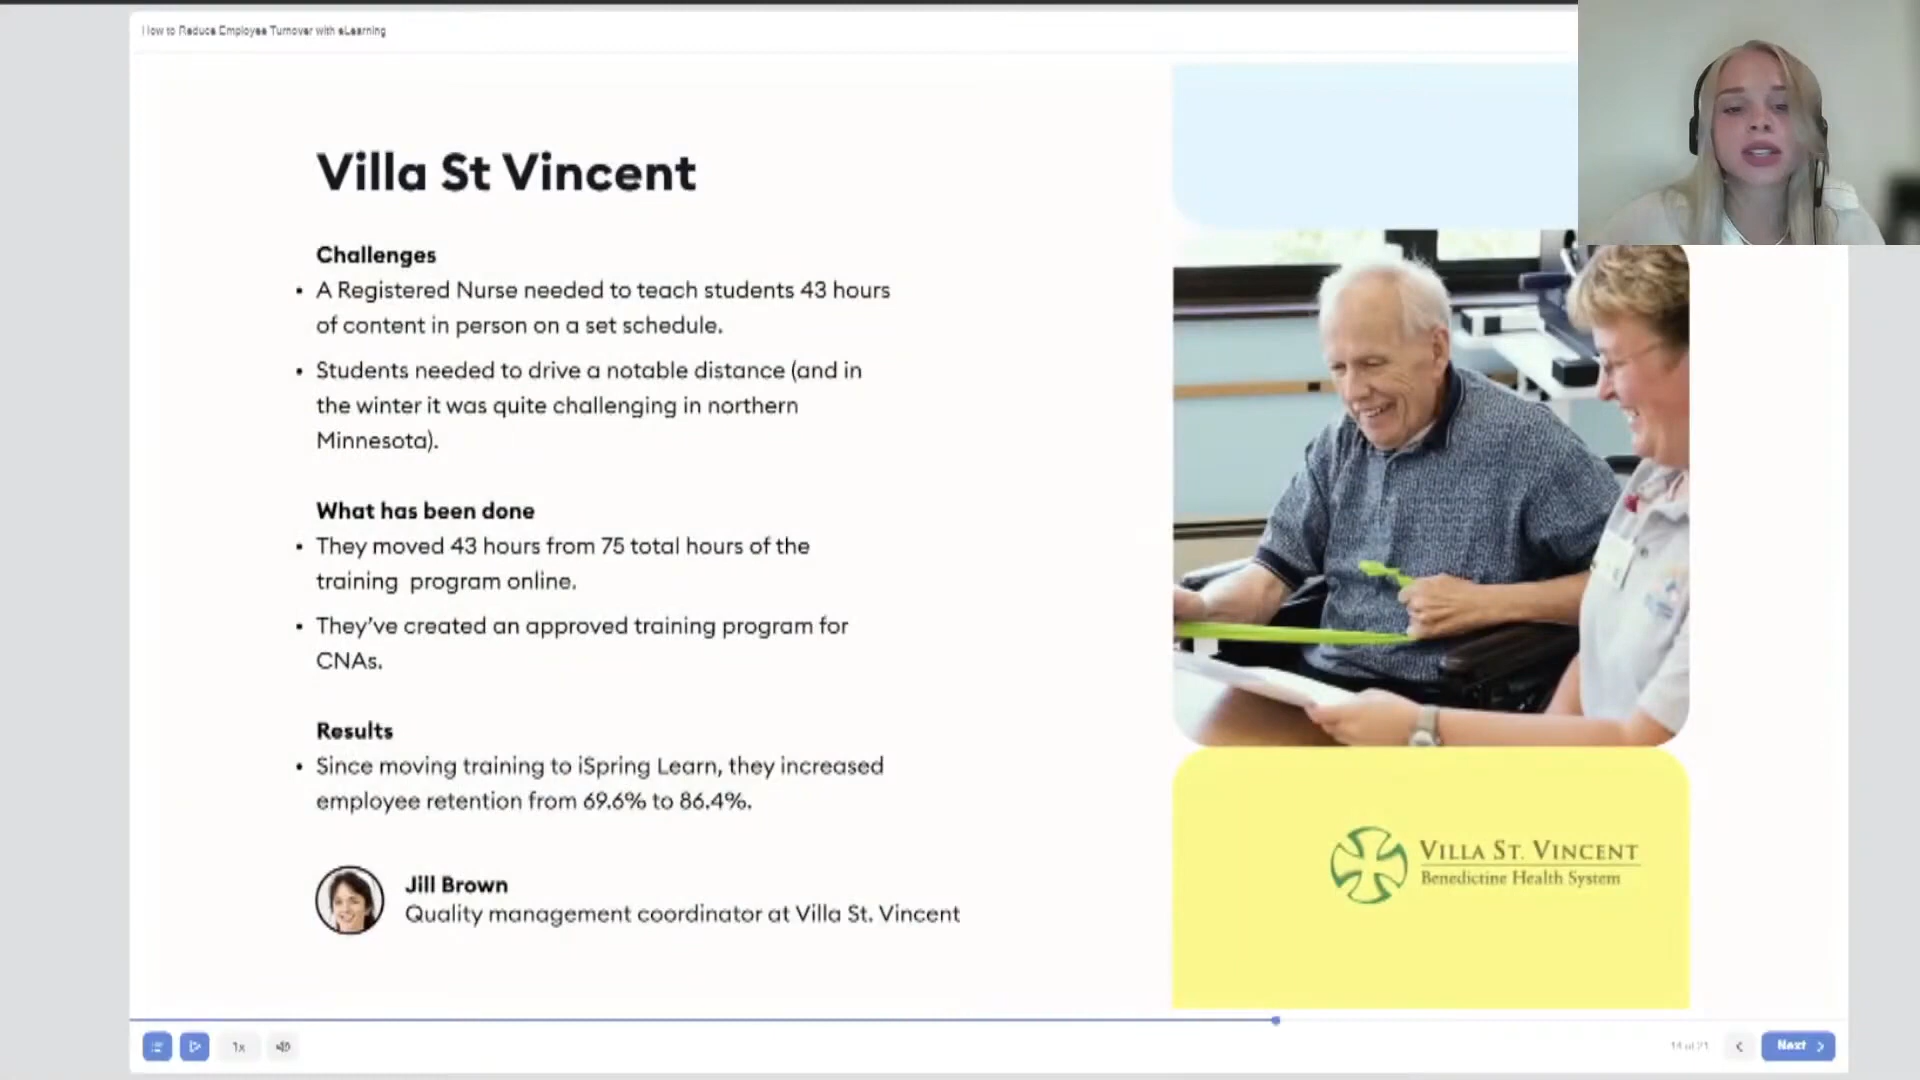 How to Reduce Employee Turnover with eLearning
Villa St Vincent
Challenges
• A Registered Nurse needed to teach students 43 hours
of content in person on a set schedule.
• Students needed to drive a notable distance (and in
the winter it was quite challenging in northern
Minnesota).
What has been done
• They moved 43 hours from 75 total hours of the
training program online.
• They've created an approved training program for
CNAs.
Results
• Since moving training to iSpring Learn, they increased
employee retention from 69.6% to 86.4%.
Jill Brown
Quality management coordinator at Villa St. Vincent
VILLA ST. VINCENT
Benedictine Health System
1x
14 of 21
Next